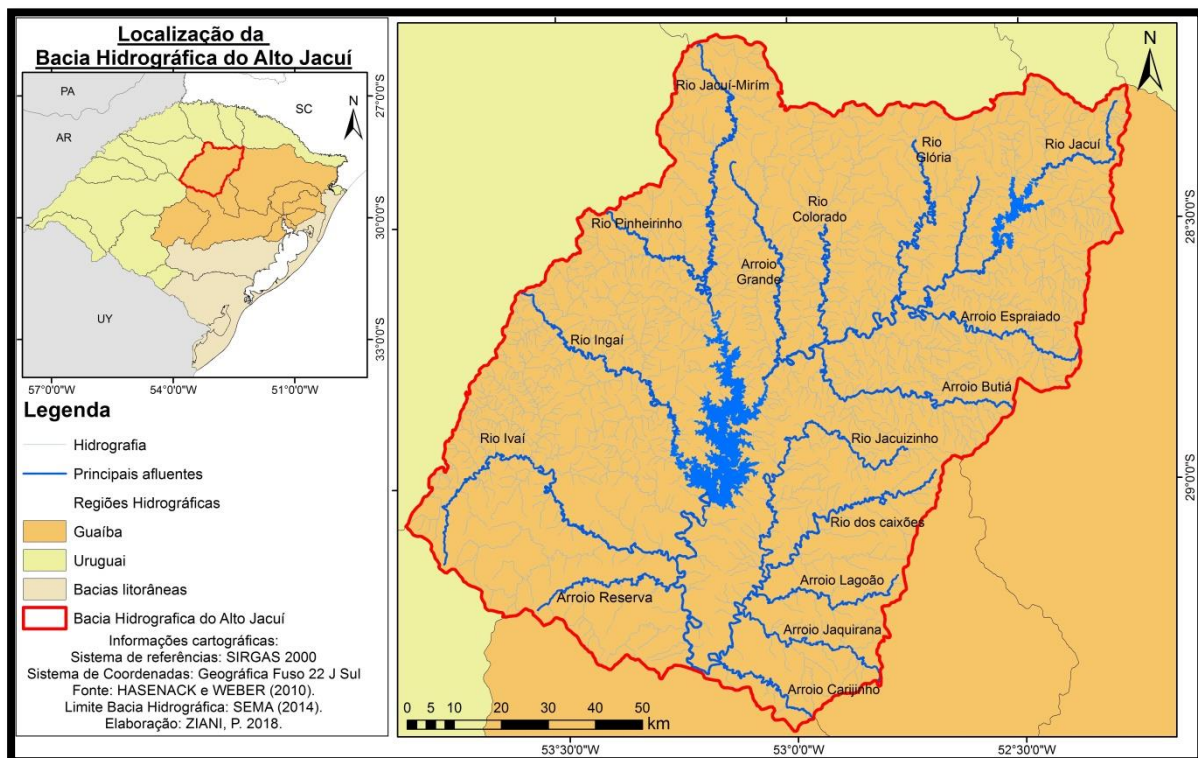 Localização da
Bacia Hidrográfica do Alto Jacuí
PA
SC
N
AR
UY
27°0'0"S
30°0'0"S
33°0'0"S
57°0'0"W
54°0'0"W
51°0'0"W
Legenda
Hidrografia
Principais afluentes
Regiões Hidrográficas
Guaíba
Uruguai
Bacias litorâneas
Bacia Hidrografica do Alto Jacuí
Informações cartográficas:
Sistema de referências: SIRGAS 2000
Sistema de Coordenadas: Geográfica Fuso 22 J Sul
Fonte: HASENACK e WEBER (2010).
Limite Bacia Hidrográfica: SEMA (2014).
Elaboração: ZIANI, P. 2018.
N
Rio Jacuí-Mirím
Rio
Glória
Rio Jacuí
Rio
Colorado
Rio Pinheirinho
Arroio
Grande
Arroio Espraiado
Rio Ingaí
Arroio Butiá
Rio Ivaí
Rio Jacuizinho
Rio dos caixões
Arroio Lagoão
Arroio Reserva
Arroio Jaquirana
Arroio Carijinho
0 5 10 20 30 40 50
km
28°30'0"S
29°0'0"S
53°30'0"W
53°0'0"W
52°30'0"W